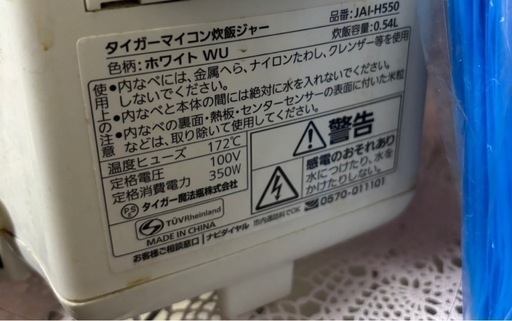 タイガーマイコン炊飯ジャー 品番:JAI-H550
色柄:ホワイト WU 炊飯容量:0.54L
使用上の注意
・内なべには、金属へら、ナイロンたわし、クレンザー等を使用しないでください。
・内なべと本体の間には絶対に水を入れないでください。
・内なべの裏面・熱板・センターセンサーの表面に付いた米粒などは、取り除いて使用してください。
温度ヒューズ 172℃
定格電圧 100V
定格消費電力 350W
PS タイガー魔法瓶株式会社
TÜVRheinland
MADE IN CHINA
警告
感電のおそれあり
水につけたり、水を
かけたりしない。
お客様ご相談窓口 ナビダイヤル 市内通話料でOK 0570-011101